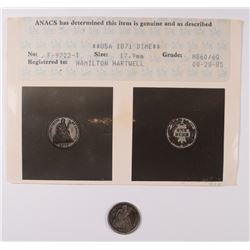 ANACS has determined this item is genuine and as described
**USA 1871 DIME**
No: F-9722-T Size: 17.9mm Grade: MS60/60
Registered to: HAMILTON HARTWELL 08-28-85